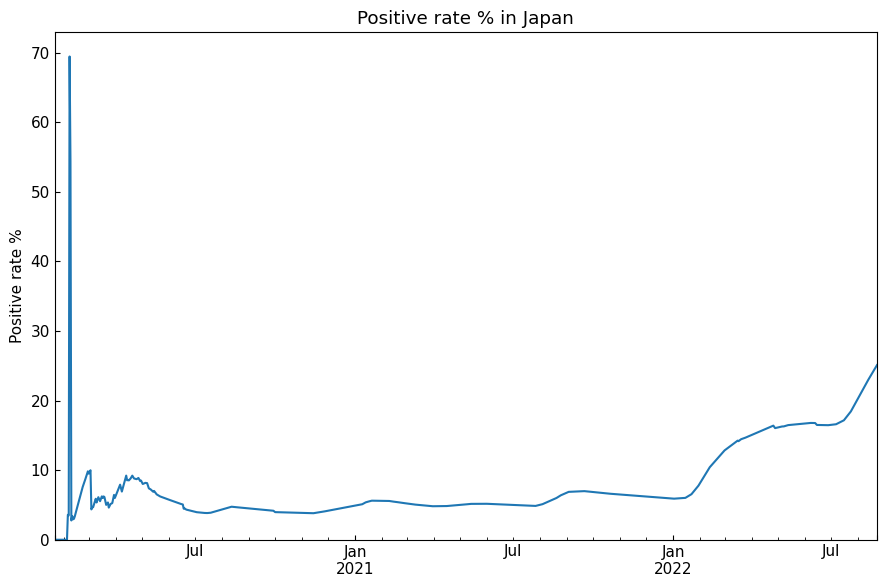 Positive rate % in Japan
Positive rate %
70
60
50
40
30
20
10
0
Jul
Jan
2021
Jul
Jan
2022
Jul